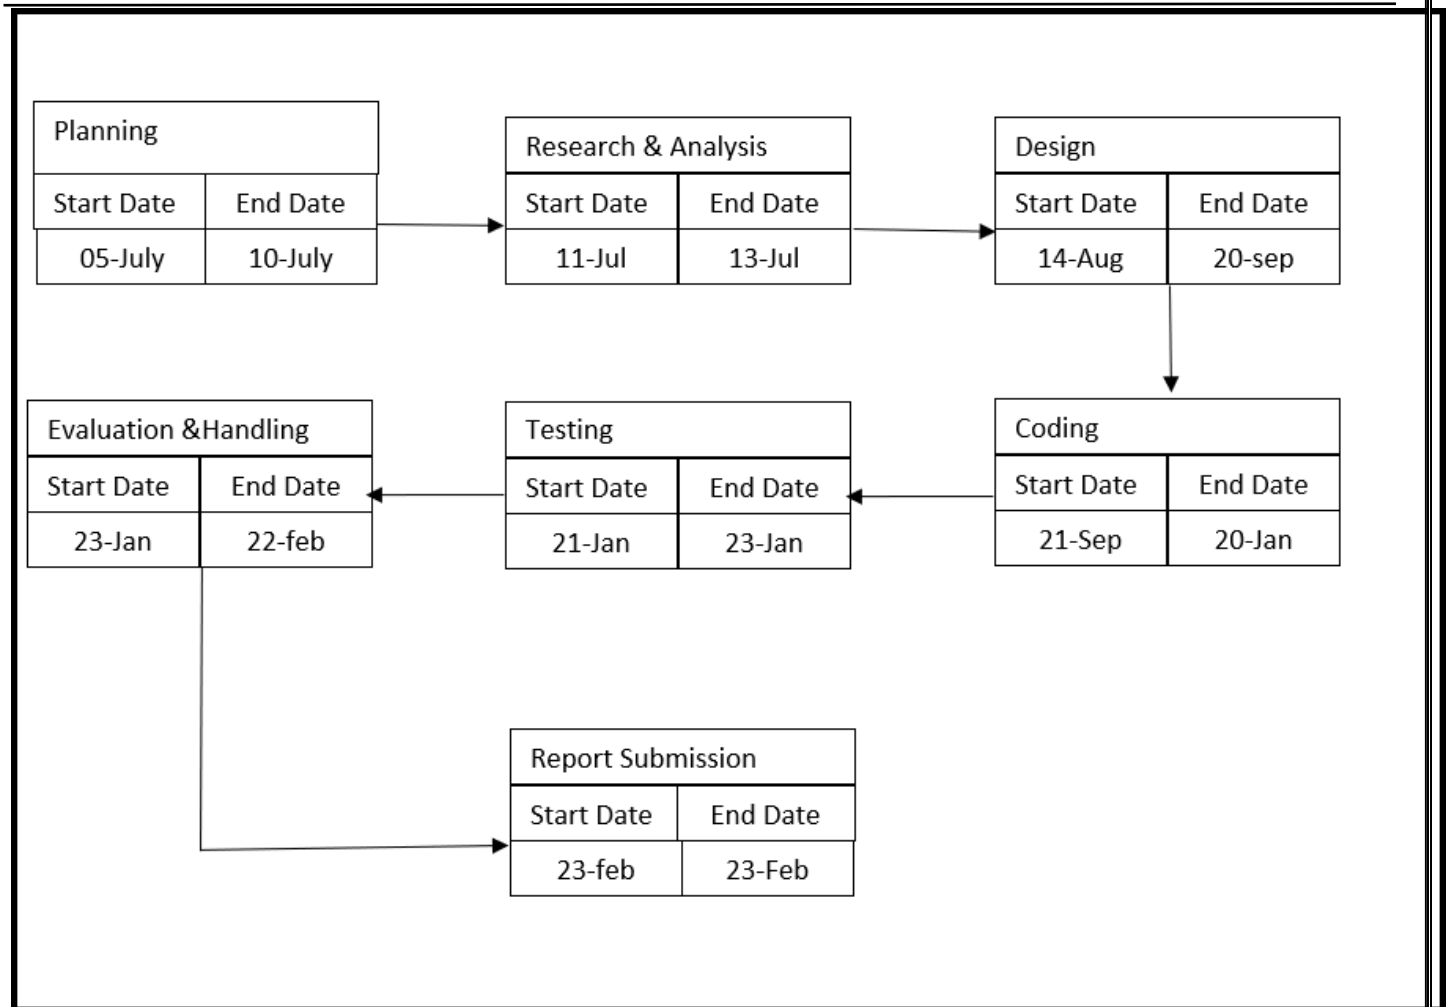 Planning
Start Date End Date
05-July 10-July
Research & Analysis
Start Date End Date
11-Jul 13-Jul
Design
Start Date End Date
14-Aug 20-sep
Evaluation &Handling
Start Date End Date
23-Jan 22-feb
Testing
Start Date End Date
21-Jan 23-Jan
Coding
Start Date End Date
21-Sep 20-Jan
Report Submission
Start Date End Date
23-feb 23-Feb